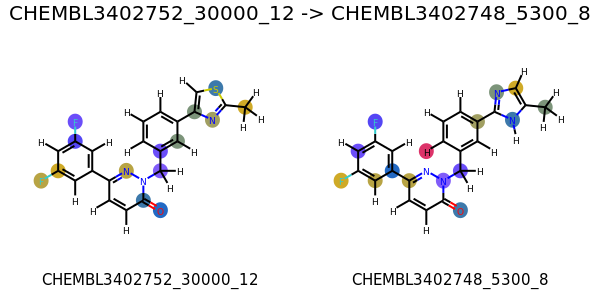 CHEMBL3402752_30000_12 -> CHEMBL3402748_5300_8
H H S H H H N H H H H F F N N H H H H O
H H H N H N H H H H H F F N N H H H H O
CHEMBL3402752_30000_12 CHEMBL3402748_5300_8